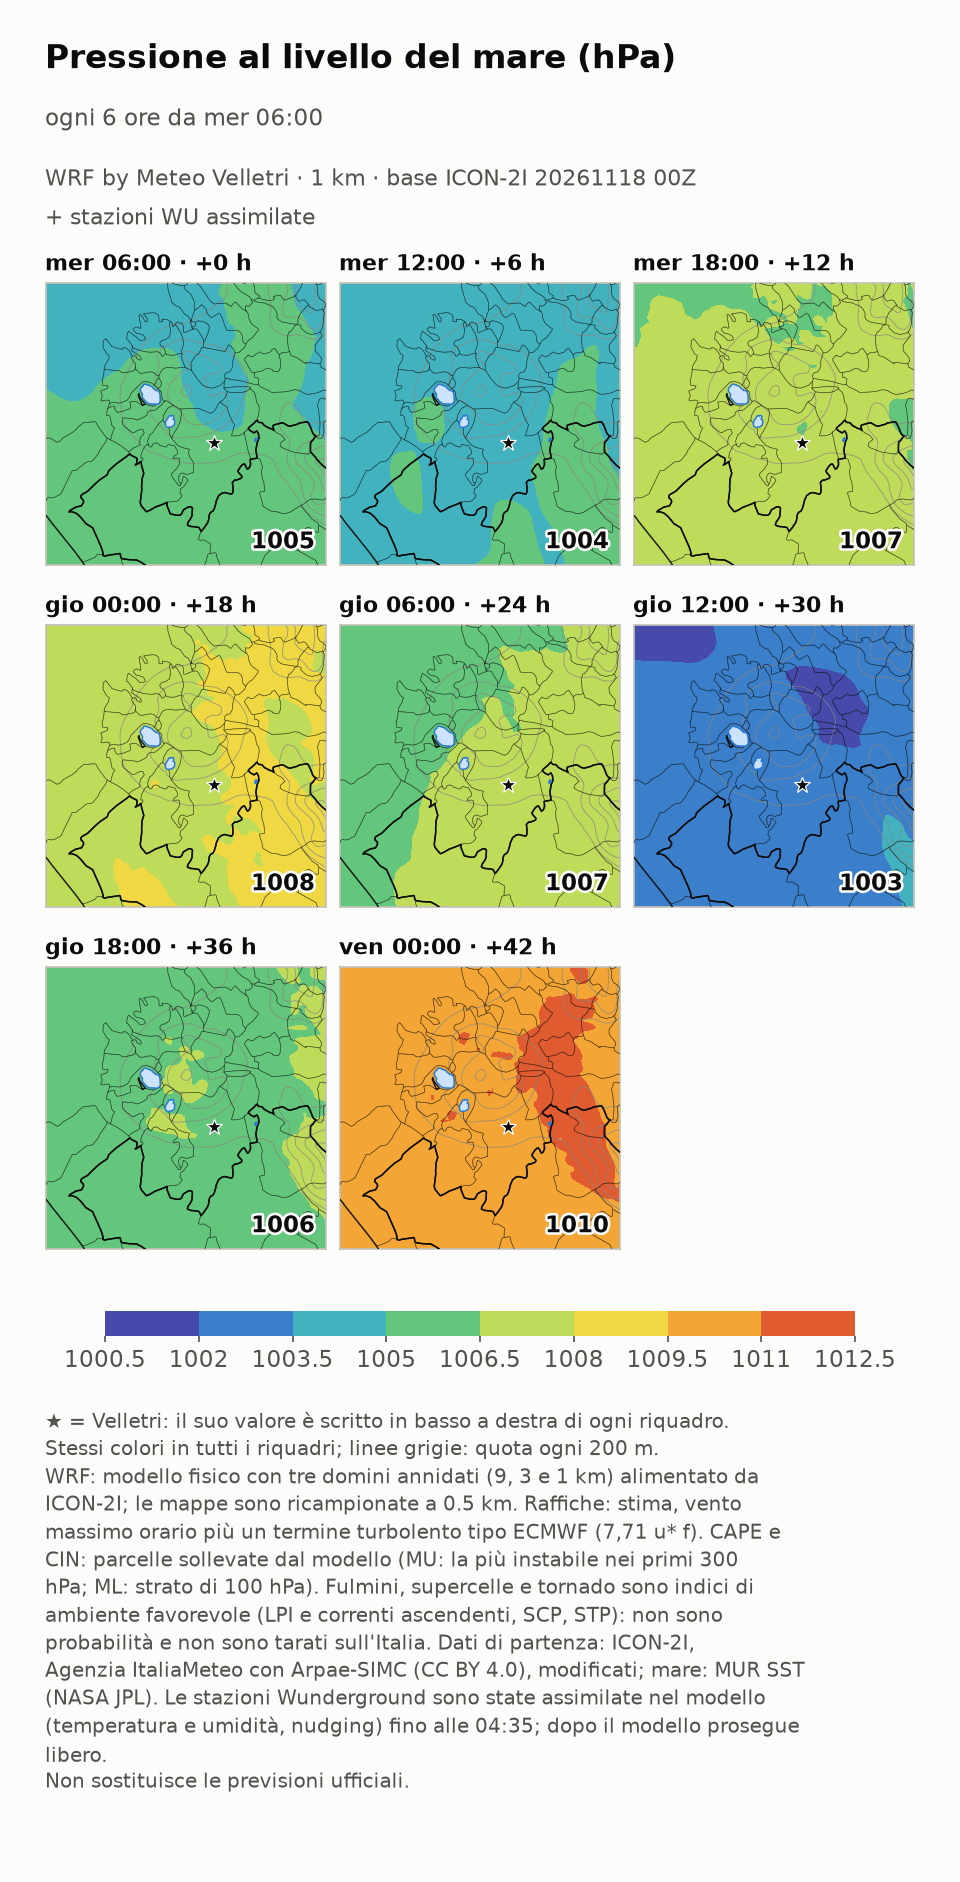 Pressione al livello del mare (hPa)
ogni 6 ore da mer 06:00
WRF by Meteo Velletri · 1 km · base ICON-2I 20261118 00Z
+ stazioni WU assimilate
mer 06:00 · +0 h
mer 12:00 · +6 h
mer 18:00 · +12 h
1005
1004
1007
gio 00:00 · +18 h
gio 06:00 · +24 h
gio 12:00 · +30 h
1008
1007
1003
gio 18:00 · +36 h
ven 00:00 · +42 h
1006
1010
1000.5 1002 1003.5 1005 1006.5 1008 1009.5 1011 1012.5
★ = Velletri: il suo valore è scritto in basso a destra di ogni riquadro.
Stessi colori in tutti i riquadri; linee grigie: quota ogni 200 m.
WRF: modello fisico con tre domini annidati (9, 3 e 1 km) alimentato da
ICON-2I; le mappe sono ricampionate a 0.5 km. Raffiche: stima, vento
massimo orario più un termine turbolento tipo ECMWF (7,71 u* f). CAPE e
CIN: parcelle sollevate dal modello (MU: la più instabile nei primi 300
hPa; ML: strato di 100 hPa). Fulmini, supercelle e tornado sono indici di
ambiente favorevole (LPI e correnti ascendenti, SCP, STP): non sono
probabilità e non sono tarati sull'Italia. Dati di partenza: ICON-2I,
Agenzia ItaliaMeteo con Arpae-SIMC (CC BY 4.0), modificati; mare: MUR SST
(NASA JPL). Le stazioni Wunderground sono state assimilate nel modello
(temperatura e umidità, nudging) fino alle 04:35; dopo il modello prosegue
libero.
Non sostituisce le previsioni ufficiali.